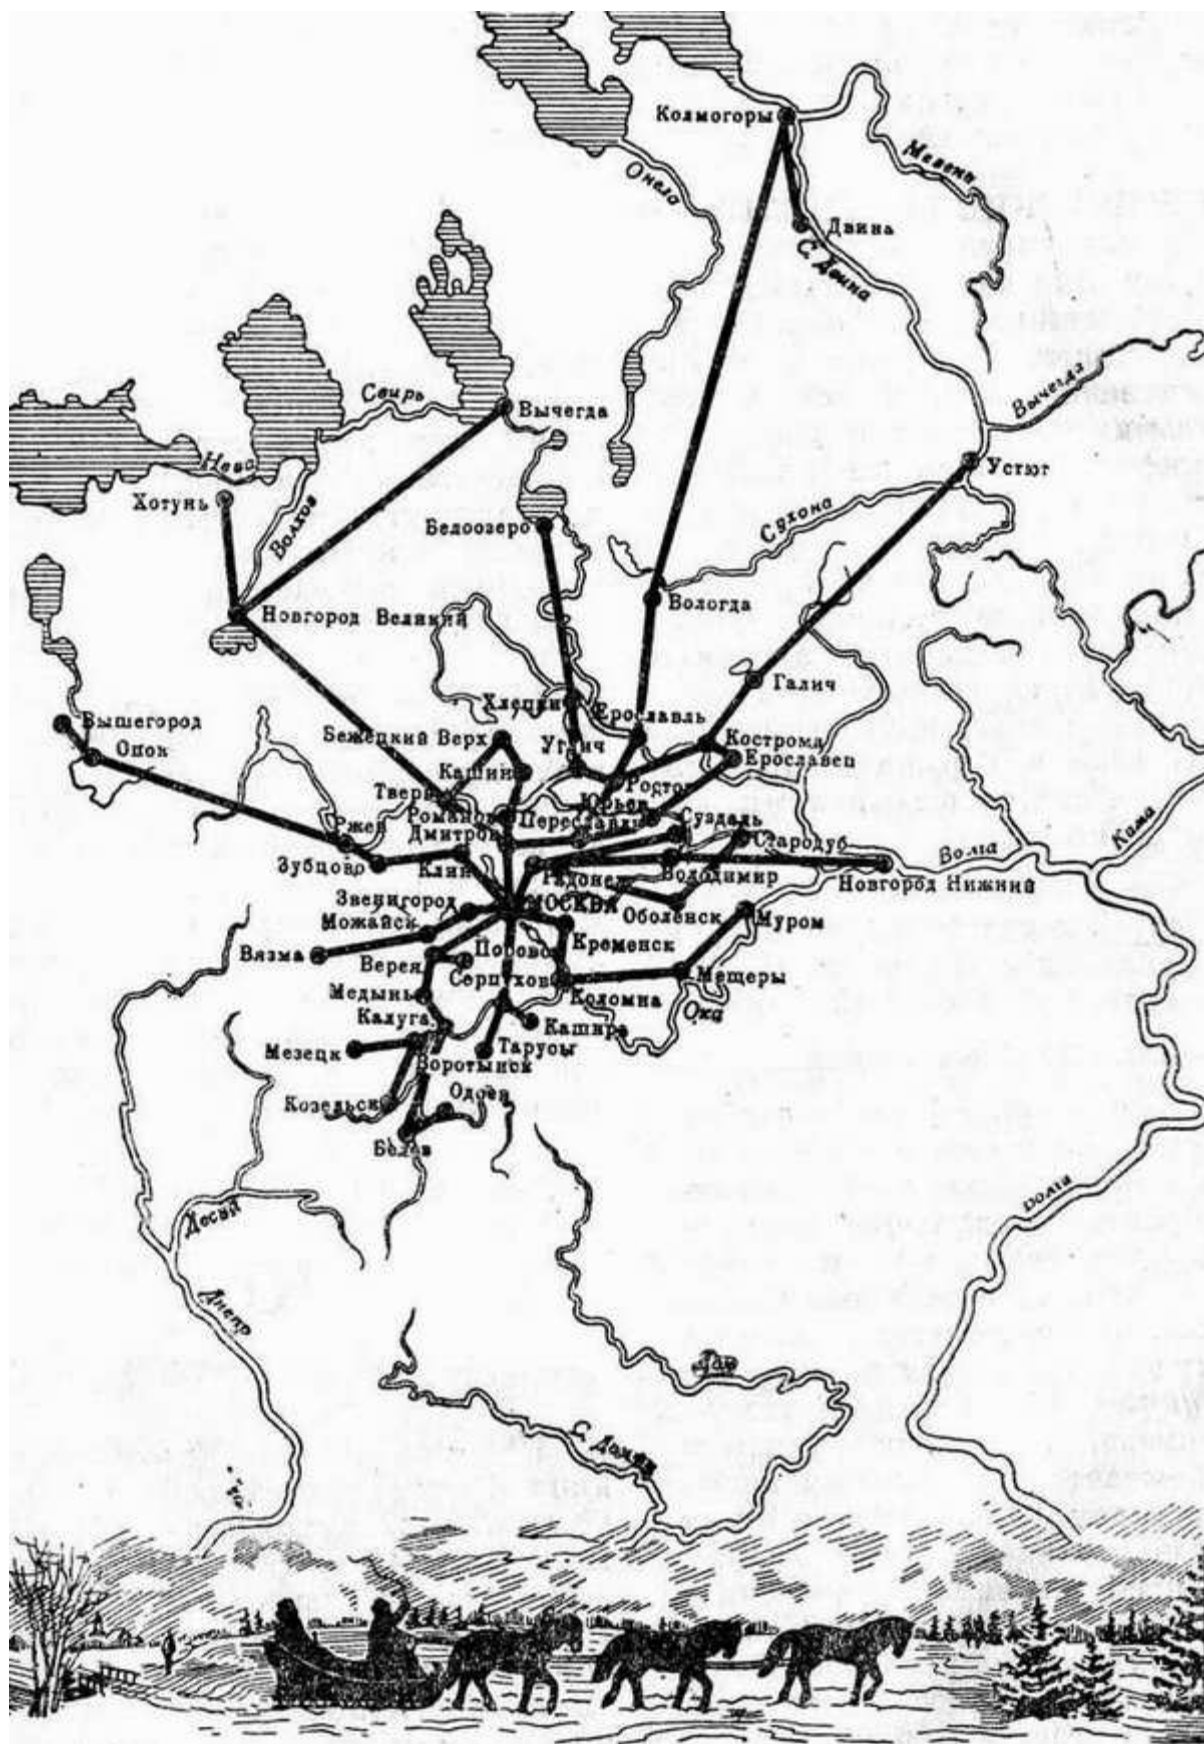 Колмогоры
Мезень
Онега
Двина
С. Двина
Свирь
Вычегда
Вычегда
Нева
Хотунь
Волхов
Устюг
Белоозеро
Сухона
Новгород Великий
Вологда
Галич
Хлепки
Ерославль
Вышегород
Бежецкий Верх
Углич
Кострома
Опок
Кашин
Ерославец
Тверь
Ростов
Юрьев
Романов
Переславль
Суздаль
Ржев
Дмитров
Стародуб
Кама
Волга
Зубцово
Клин
Радонеж
Володимир
Новгород Нижний
Звенигород
МОСКВА
Оболенск
Муром
Можайск
Кременск
Вязма
Верея
Порово
Серпухов
Мещеры
Медынь
Коломна
Ока
Калуга
Кашира
Мезецк
Тарусы
Воротынск
Козельск
Одоев
Белев
Десна
Волга
Днепр
Дон
С. Донец